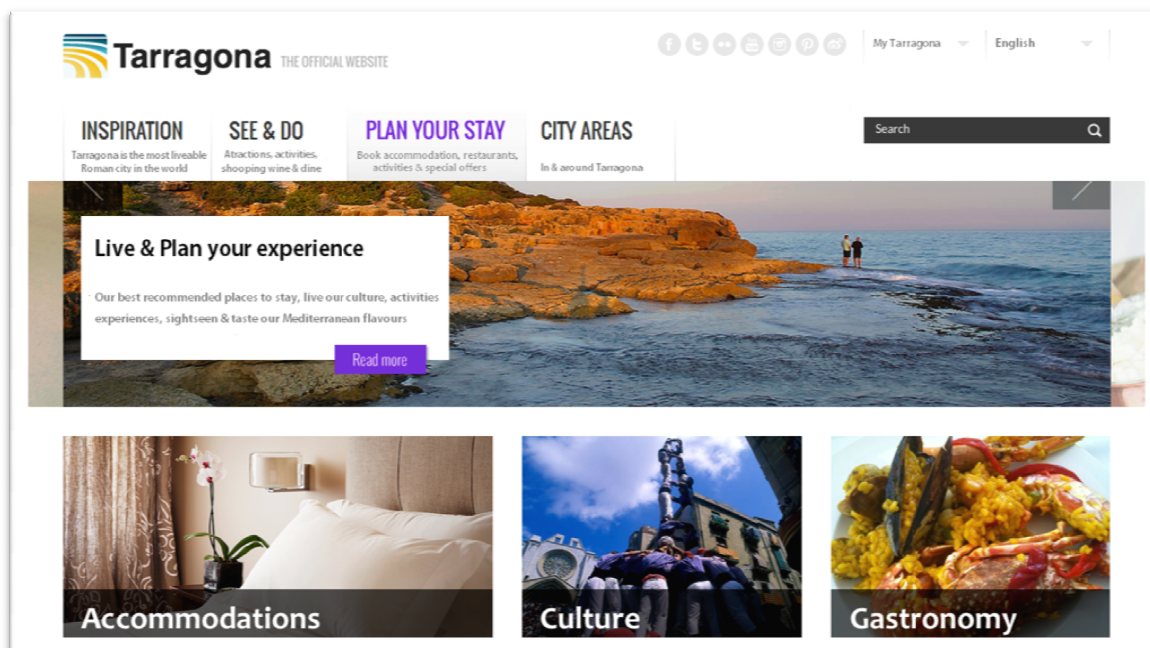 Tarragona THE OFFICIAL WEBSITE
My Tarragona
English
INSPIRATION
Tarragona is the most liveable
Roman city in the world
SEE & DO
Atractions, activities,
shooping wine & dine
PLAN YOUR STAY
Book accommodation, restaurants,
activities & special offers
CITY AREAS
In & around Tarragona
Search
Live & Plan your experience
Our best recommended places to stay, live our culture, activities
experiences, sightseen & taste our Mediterranean flavours
Read more
Accommodations
Culture
Gastronomy